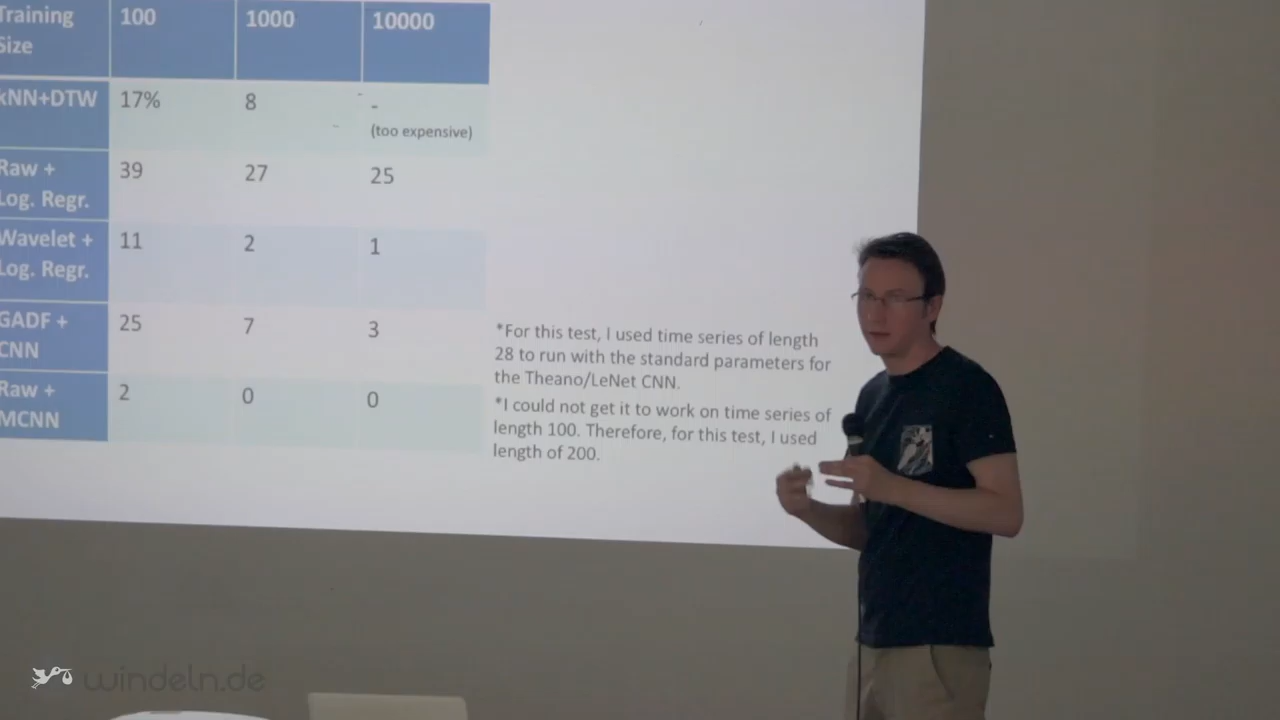 Training Size 100 1000 10000
kNN+DTW 17% 8 -
(too expensive)
Raw + Log. Regr. 39 27 25
Wavelet + Log. Regr. 11 2 1
GADF + CNN 25 7 3
Raw + MCNN 2 0 0
*For this test, I used time series of length
28 to run with the standard parameters for
the Theano/LeNet CNN.
*I could not get it to work on time series of
length 100. Therefore, for this test, I used
length of 200.
windeln.de